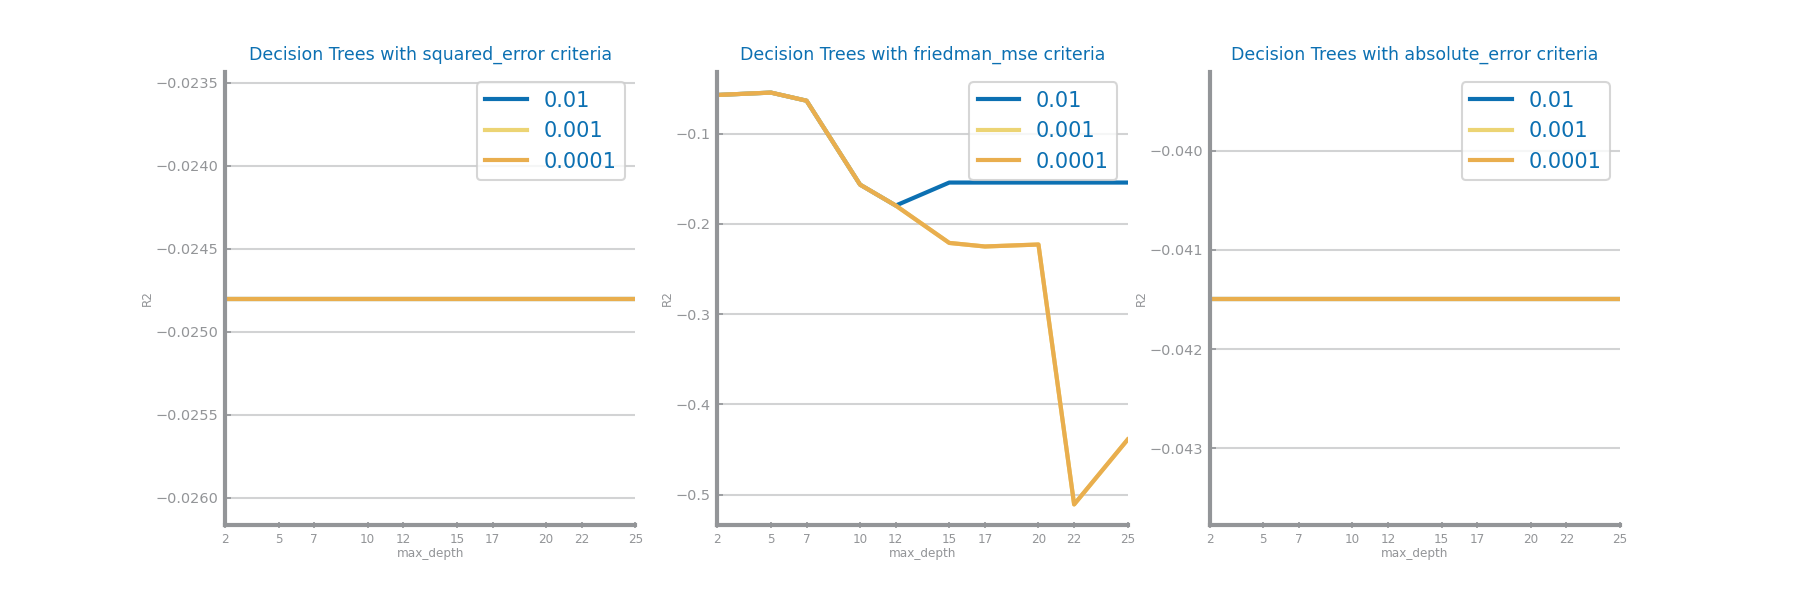 Decision Trees with squared_error criteria
−0.0235
−0.0240
−0.0245
−0.0250
−0.0255
−0.0260
R2
0.01
0.001
0.0001
2 5 7 10 12 15 17 20 22 25
max_depth
Decision Trees with friedman_mse criteria
−0.1
−0.2
−0.3
−0.4
−0.5
R2
0.01
0.001
0.0001
2 5 7 10 12 15 17 20 22 25
max_depth
Decision Trees with absolute_error criteria
−0.040
−0.041
−0.042
−0.043
R2
0.01
0.001
0.0001
2 5 7 10 12 15 17 20 22 25
max_depth